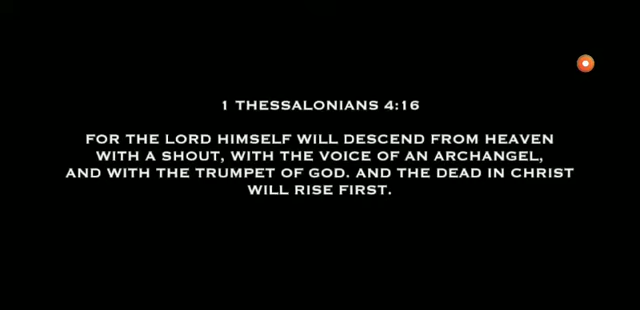 1 THESSALONIANS 4:16
FOR THE LORD HIMSELF WILL DESCEND FROM HEAVEN
WITH A SHOUT, WITH THE VOICE OF AN ARCHANGEL,
AND WITH THE TRUMPET OF GOD. AND THE DEAD IN CHRIST
WILL RISE FIRST.